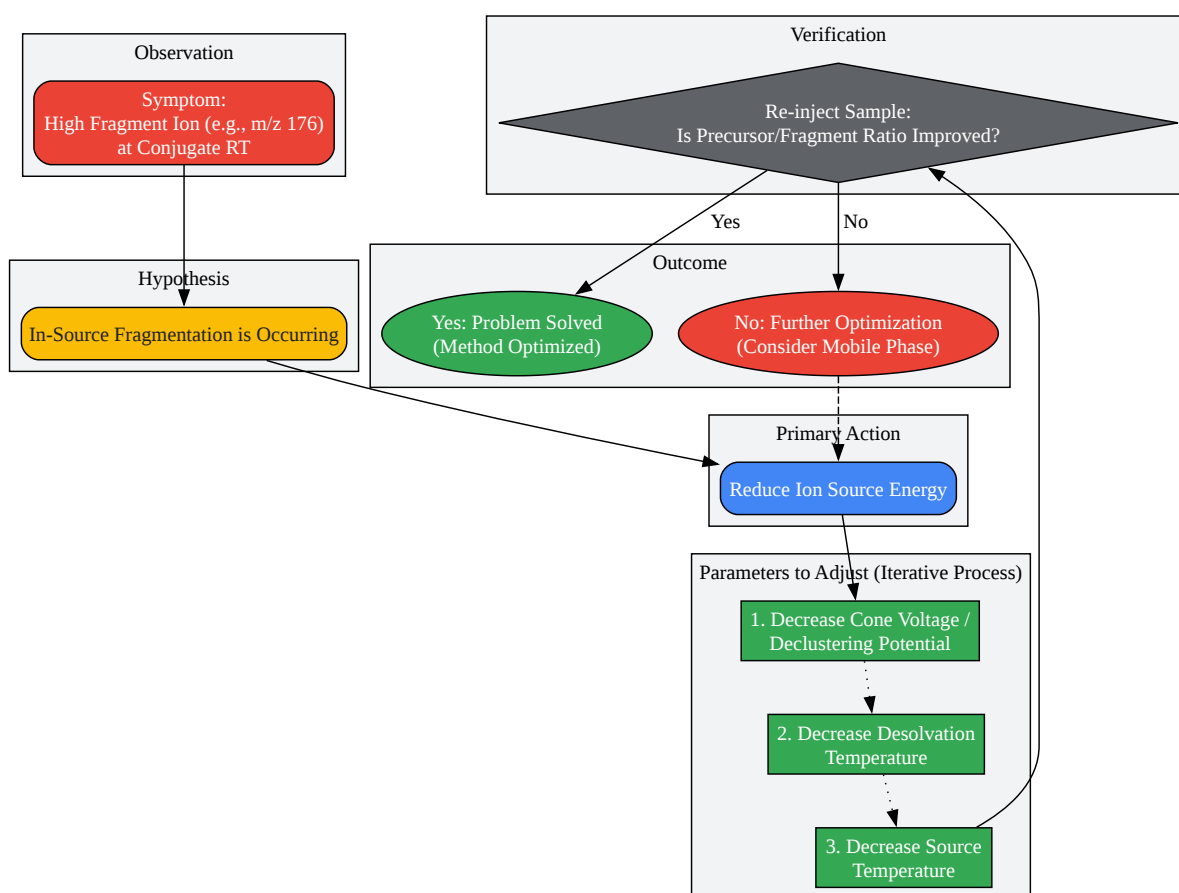 Observation
Symptom:
High Fragment Ion (e.g., m/z 176)
at Conjugate RT
Verification
Re-inject Sample:
Is Precursor/Fragment Ratio Improved?
Yes
No
Hypothesis
In-Source Fragmentation is Occurring
Outcome
Yes: Problem Solved
(Method Optimized)
No: Further Optimization
(Consider Mobile Phase)
Primary Action
Reduce Ion Source Energy
Parameters to Adjust (Iterative Process)
1. Decrease Cone Voltage /
Declustering Potential
2. Decrease Desolvation
Temperature
3. Decrease Source
Temperature